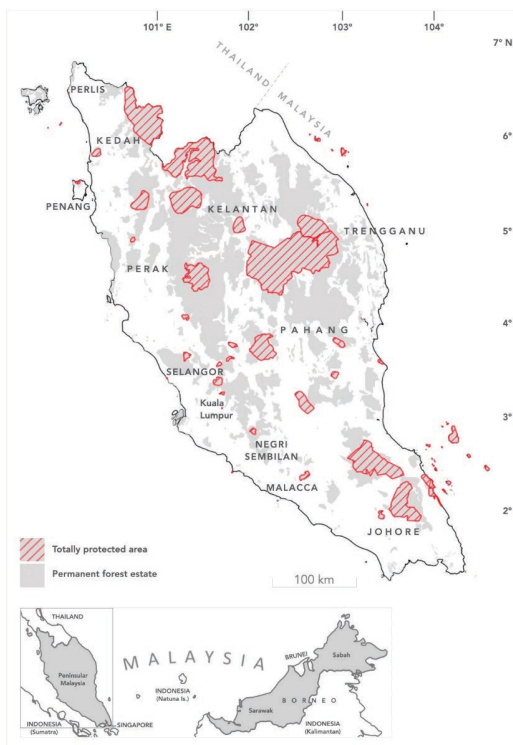 101° E
102°
103°
104°
7° N
THAILAND
MALAYSIA
PERLIS
KEDAH
6°
PENANG
KELANTAN
TRENGGANU
5°
PERAK
4°
PAHANG
SELANGOR
3°
Kuala
Lumpur
NEGRI
SEMBILAN
MALACCA
2°
JOHORE
Totally protected area
Permanent forest estate
100 km
THAILAND
Peninsular
Malaysia
INDONESIA
(Sumatra)
SINGAPORE
MALAYSIA
INDONESIA
(Natuna Is.)
BRUNEI
Sabah
BORNEO
Sarawak
INDONESIA
(Kalimantan)